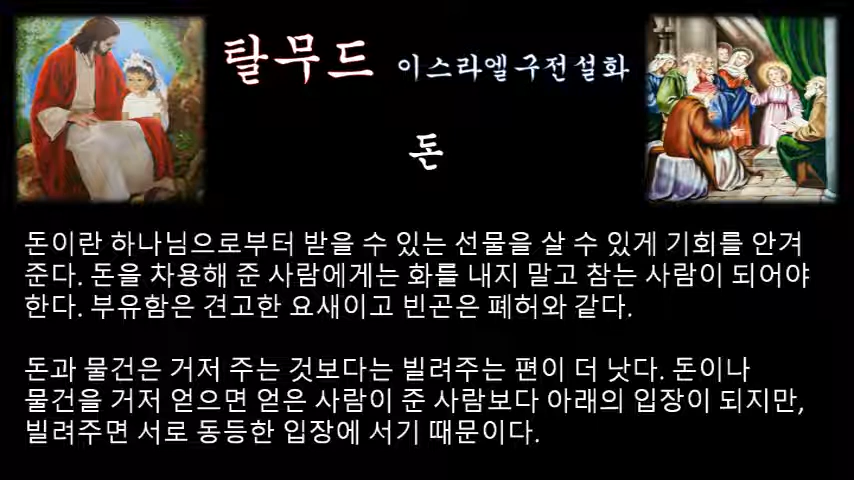 탈무드 이스라엘 구전 설화
돈
돈이란 하나님으로부터 받을 수 있는 선물을 살 수 있게 기회를 안겨
준다. 돈을 차용해 준 사람에게는 화를 내지 말고 참는 사람이 되어야
한다. 부유함은 견고한 요새이고 빈곤은 폐허와 같다.
돈과 물건은 거저 주는 것보다는 빌려주는 편이 더 낫다. 돈이나
물건을 거저 얻으면 얻은 사람이 준 사람보다 아래의 입장이 되지만,
빌려주면 서로 동등한 입장에 서기 때문이다.